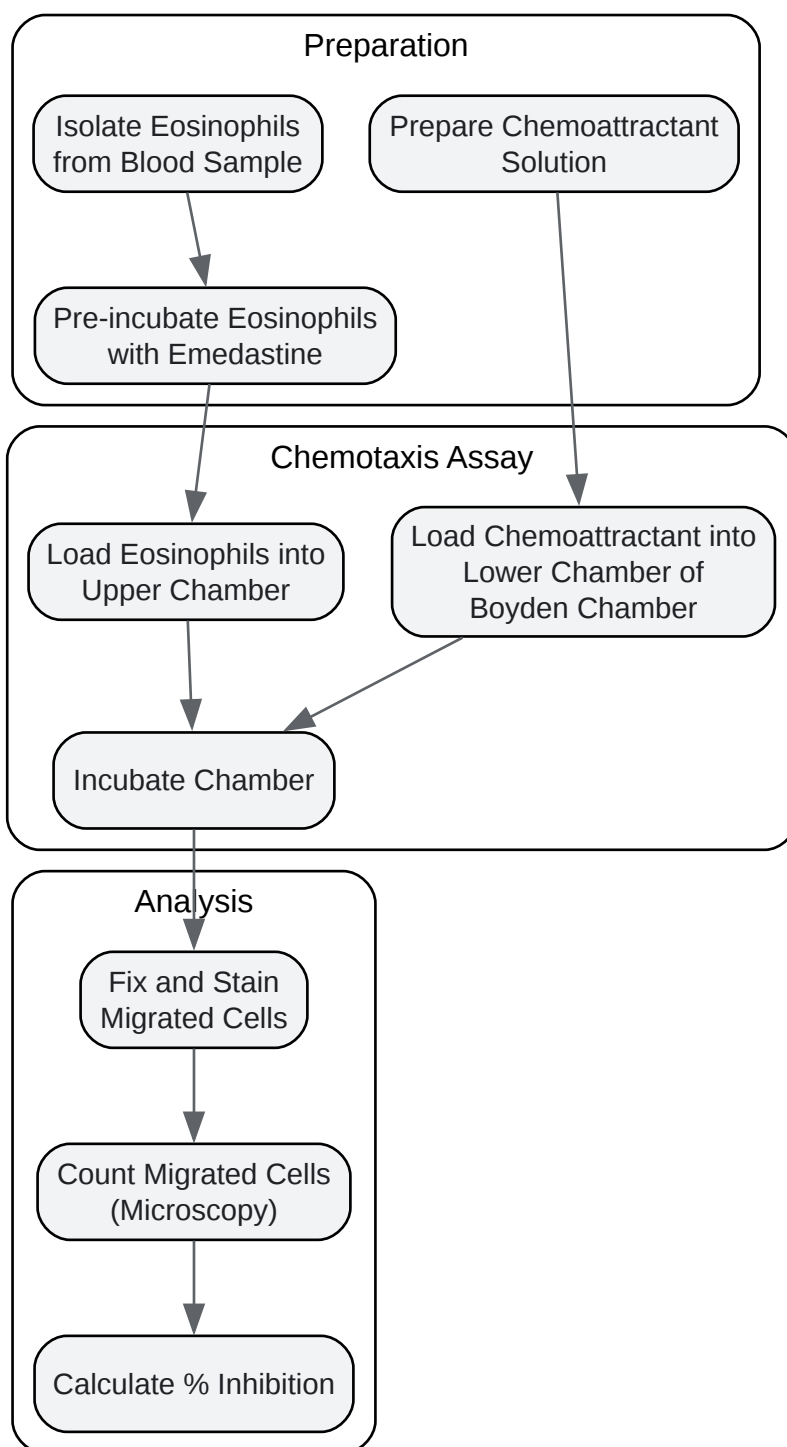 Preparation
Isolate Eosinophils
from Blood Sample
Prepare Chemoattractant
Solution
Pre-incubate Eosinophils
with Emedastine
Chemotaxis Assay
Load Eosinophils into
Upper Chamber
Load Chemoattractant into
Lower Chamber of
Boyden Chamber
Incubate Chamber
Analysis
Fix and Stain
Migrated Cells
Count Migrated Cells
(Microscopy)
Calculate % Inhibition